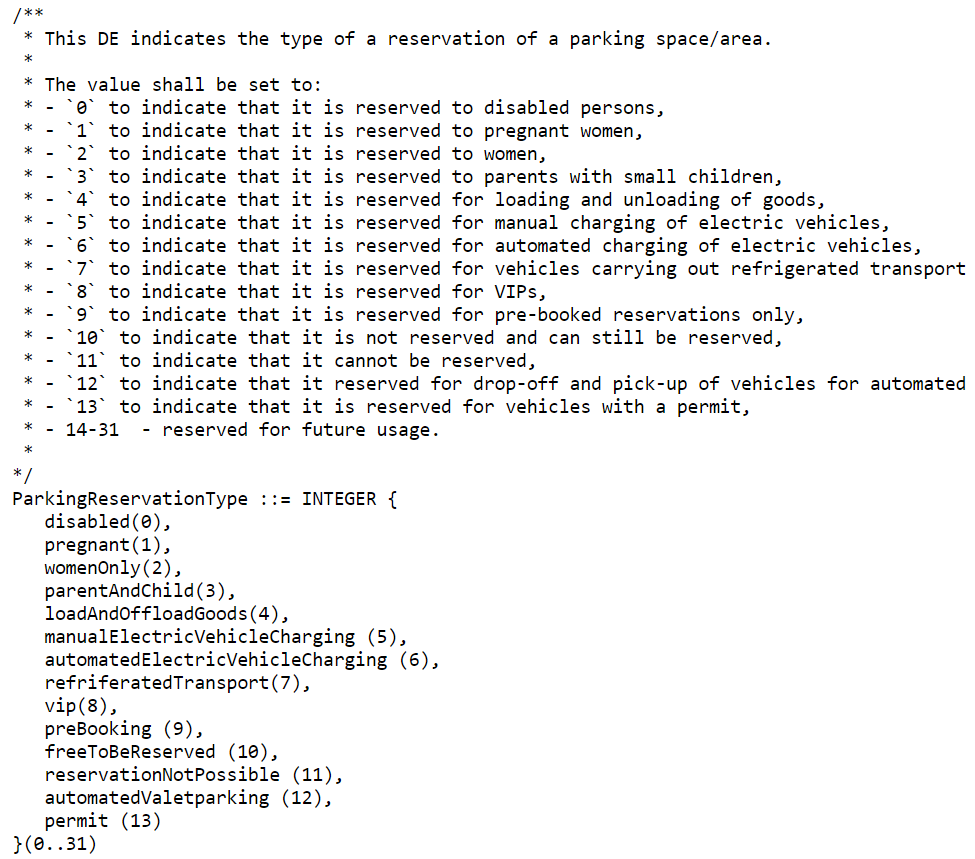 /**
 * This DE indicates the type of a reservation of a parking space/area.
 *
 * The value shall be set to:
 * - `0` to indicate that it is reserved to disabled persons,
 * - `1` to indicate that it is reserved to pregnant women,
 * - `2` to indicate that it is reserved to women,
 * - `3` to indicate that it is reserved to parents with small children,
 * - `4` to indicate that it is reserved for loading and unloading of goods,
 * - `5` to indicate that it is reserved for manual charging of electric vehicles,
 * - `6` to indicate that it is reserved for automated charging of electric vehicles,
 * - `7` to indicate that it is reserved for vehicles carrying out refrigerated transport
 * - `8` to indicate that it is reserved for VIPs,
 * - `9` to indicate that it is reserved for pre-booked reservations only,
 * - `10` to indicate that it is not reserved and can still be reserved,
 * - `11` to indicate that it cannot be reserved,
 * - `12` to indicate that it reserved for drop-off and pick-up of vehicles for automated
 * - `13` to indicate that it is reserved for vehicles with a permit,
 * - 14-31  - reserved for future usage.
 *
*/
ParkingReservationType ::= INTEGER {
   disabled(0),
   pregnant(1),
   womenOnly(2),
   parentAndChild(3),
   loadAndOffloadGoods(4),
   manualElectricVehicleCharging (5),
   automatedElectricVehicleCharging (6),
   refriferatedTransport(7),
   vip(8),
   preBooking (9),
   freeToBeReserved (10),
   reservationNotPossible (11),
   automatedValetparking (12),
   permit (13)
}(0..31)